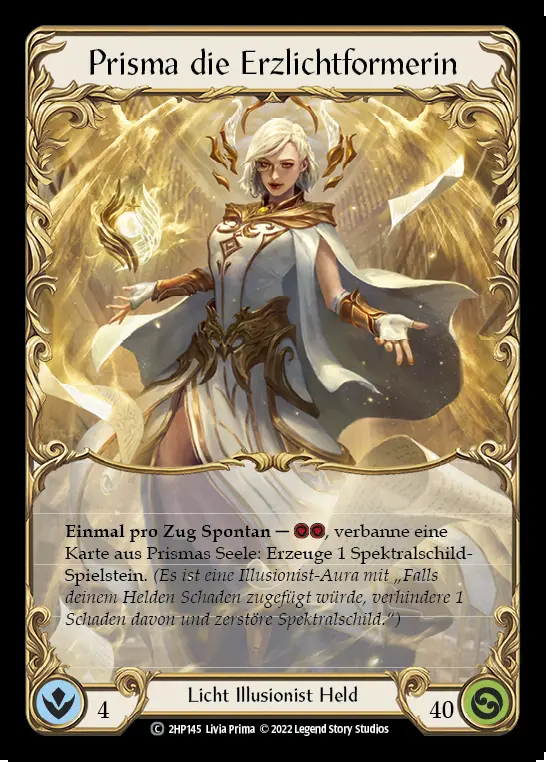 Prisma die Erzlichtformerin
Einmal pro Zug Spontan — , verbanne eine
Karte aus Prismas Seele: Erzeuge 1 Spektralschild-
Spielstein. (Es ist eine Illusionist-Aura mit „Falls
deinem Helden Schaden zugefügt würde, verhindere 1
Schaden davon und zerstöre Spektralschild.“)
4
Licht Illusionist Held
40
C 2HP145 Livia Prima © 2022 Legend Story Studios